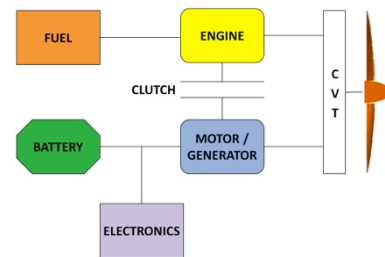 FUEL
ENGINE
CLUTCH
C
V
T
BATTERY
MOTOR /
GENERATOR
ELECTRONICS